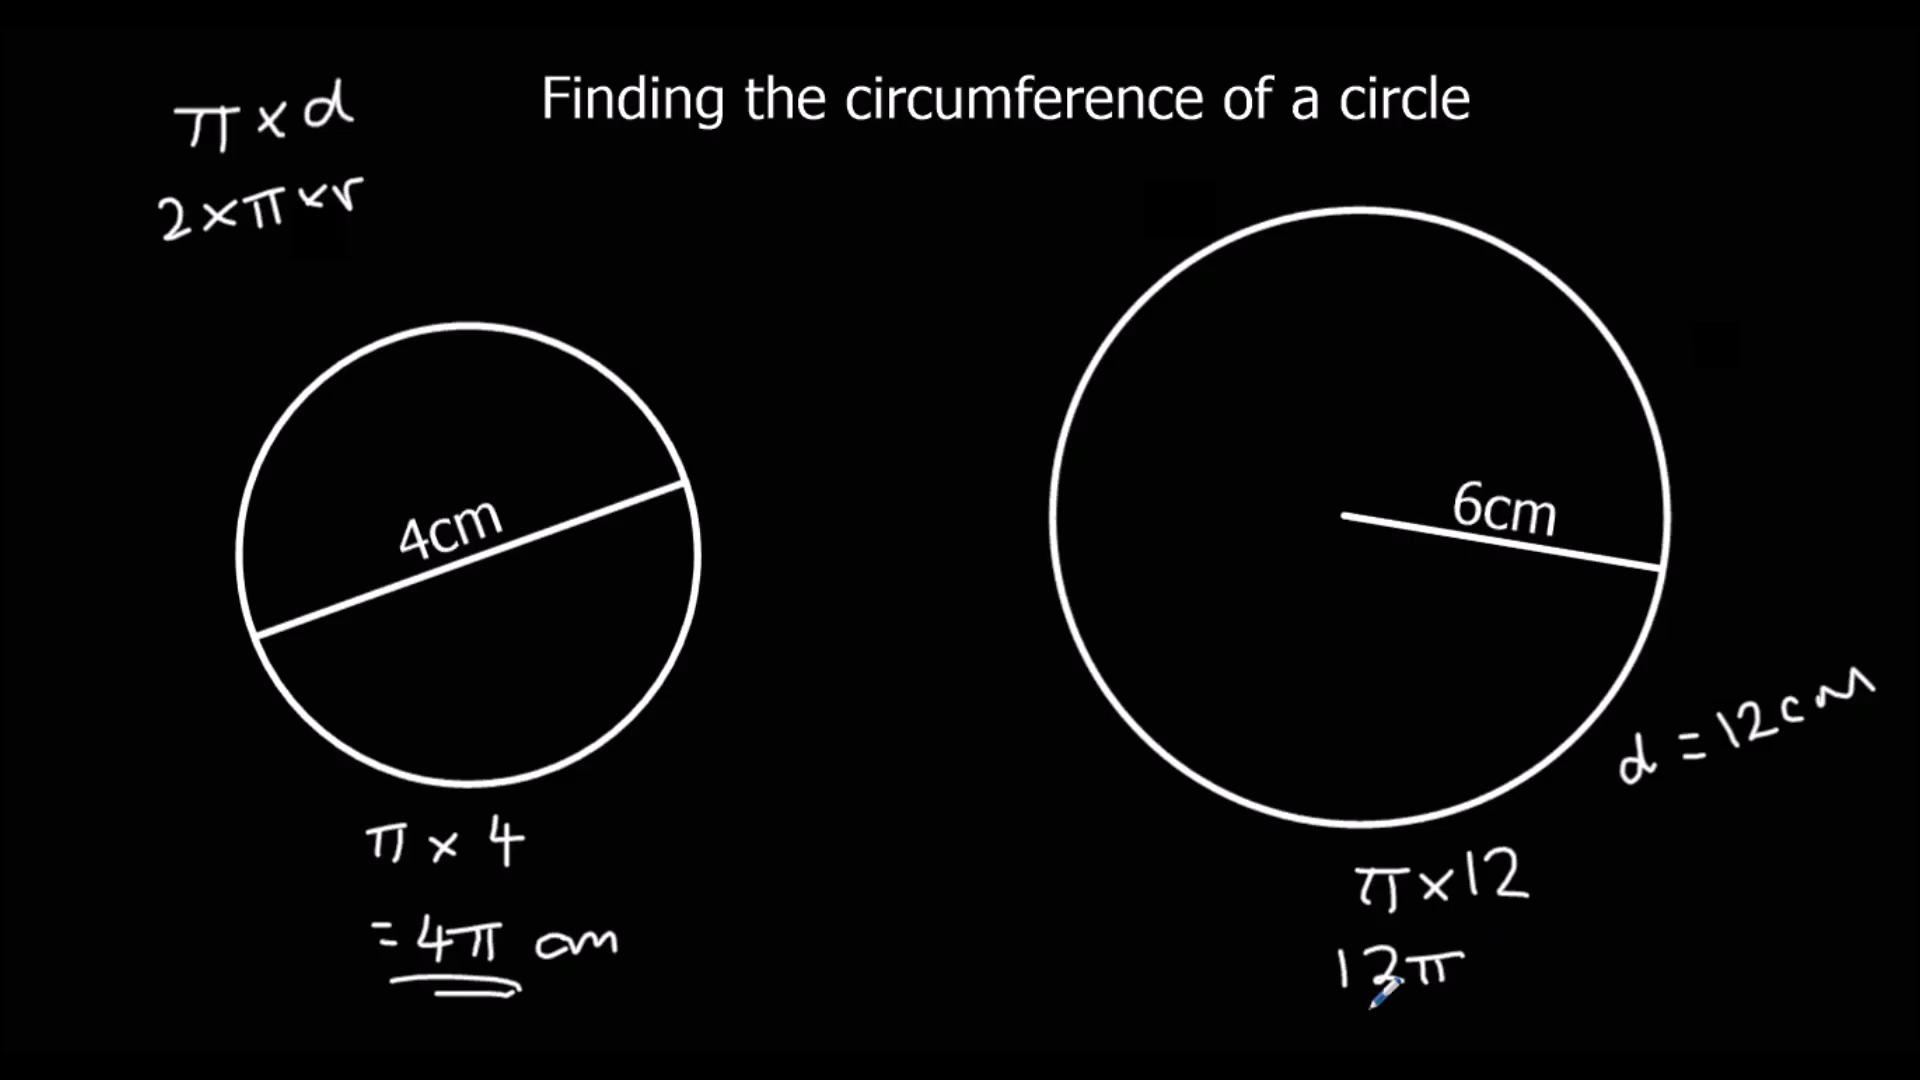 Finding the circumference of a circle
π × d
2 × π × r
4cm
π × 4
= 4π cm
6cm
d = 12cm
π × 12
12π